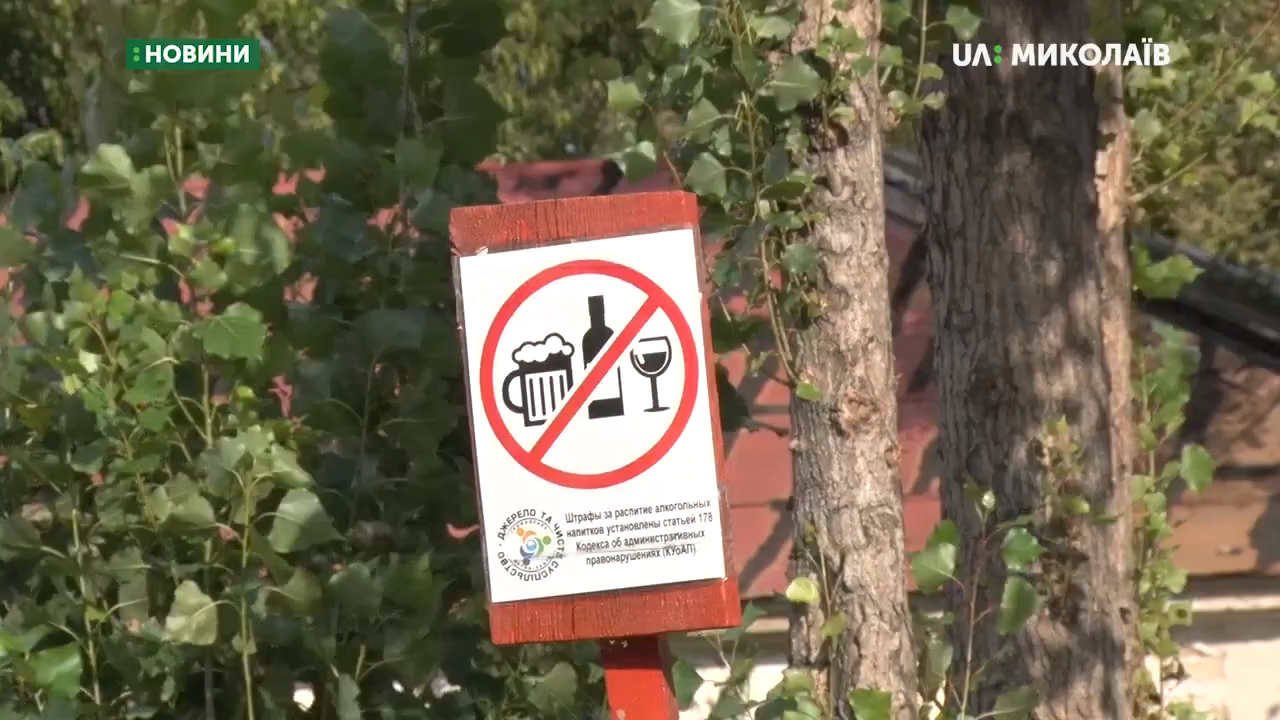 НОВИНИ
UA: МИКОЛАЇВ
Штрафы за распитие алкогольных
напитков установлены статьей 178
Кодекса об административных
правонарушениях (КУоАП).
ДЖЕРЕЛО ТА ЧИСТЕ СУСПІЛЬСТВО